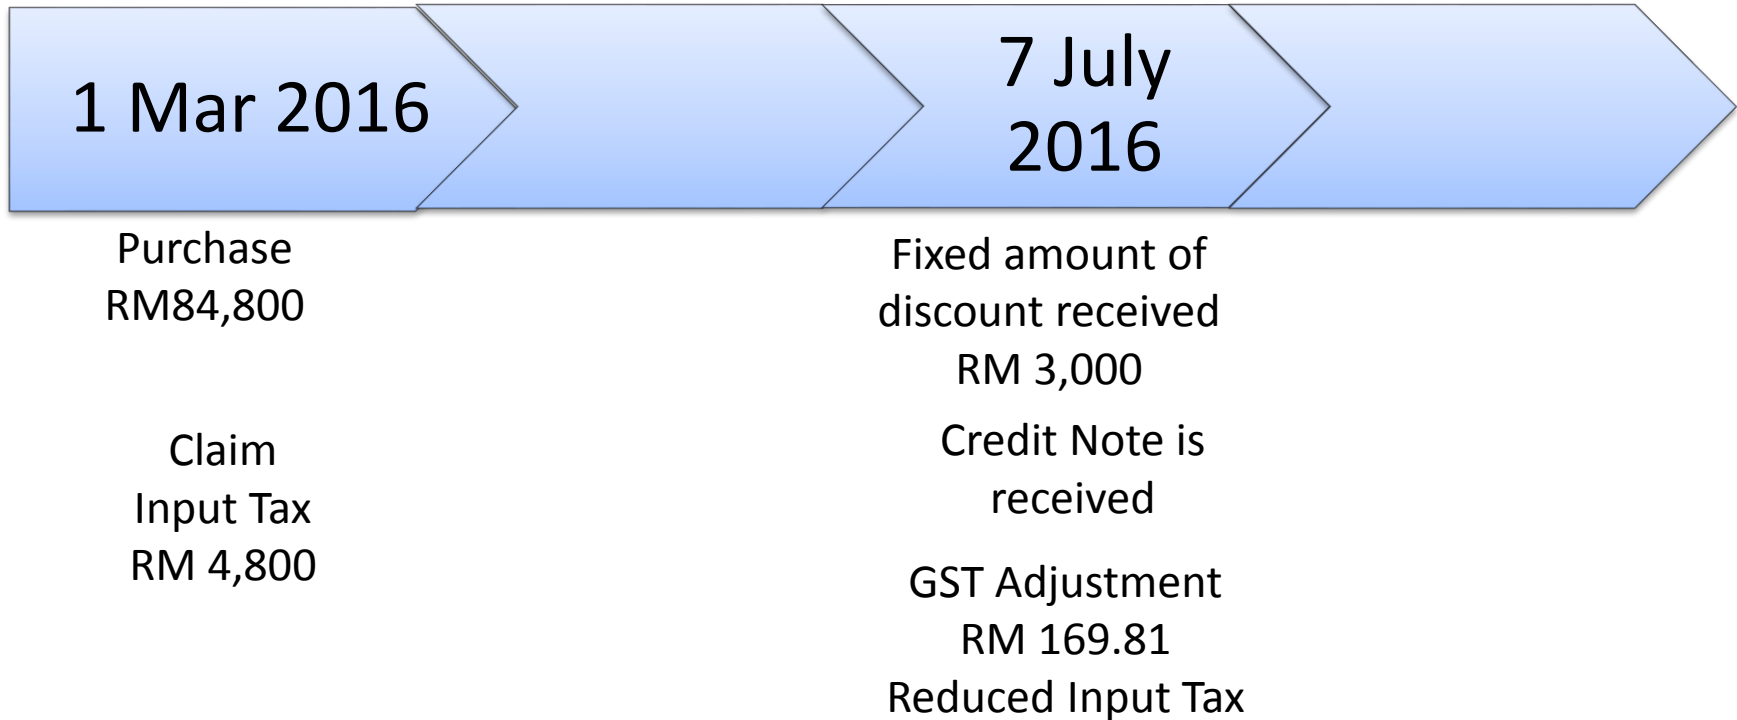 1 Mar 2016
7 July
2016
Purchase
RM84,800
Claim
Input Tax
RM 4,800
Fixed amount of
discount received
RM 3,000
Credit Note is
received
GST Adjustment
RM 169.81
Reduced Input Tax